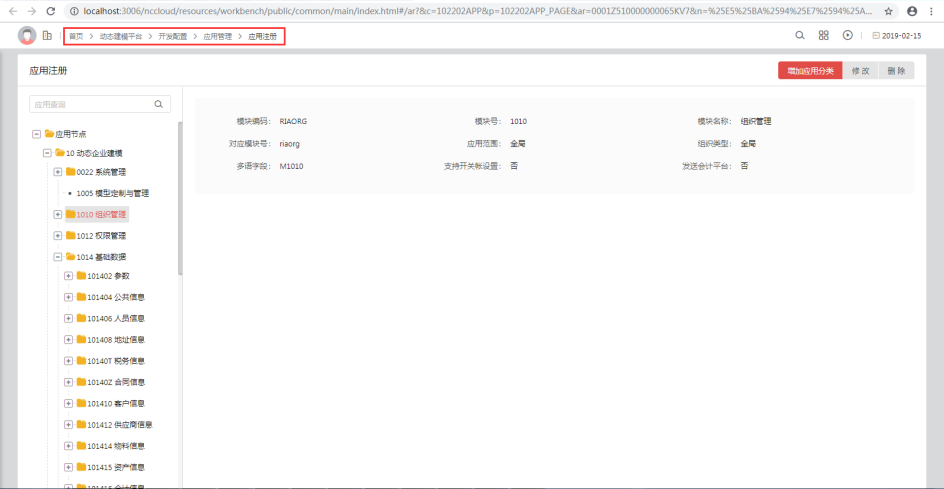 localhost:3006/nccloud/resources/workbench/public/common/main/index.html#/ar?&c=102202APP&p=102202APP_PAGE&ar=0001Z510000000065KV7&n=%25E5%25BA%2594%25E7%2594%25A...
首页 > 动态建模平台 > 开发配置 > 应用管理 > 应用注册
2019-02-15
应用注册
增加应用分类 修改 删除
应用查询
应用节点
10 动态企业建模
0022 系统管理
1005 模型定制与管理
1010 组织管理
1012 权限管理
1014 基础数据
101402 参数
101404 公共信息
101406 人员信息
101408 地址信息
10140T 税务信息
10140Z 合同信息
101410 客户信息
101412 供应商信息
101414 物料信息
101415 资产信息
101416 会计信息
模块编码: RIAORG 模块号: 1010 模块名称: 组织管理
对应模块号: riaorg 应用范围: 全局 组织类型: 全局
多语字段: M1010 支持开关帐设置: 否 发送会计平台: 否